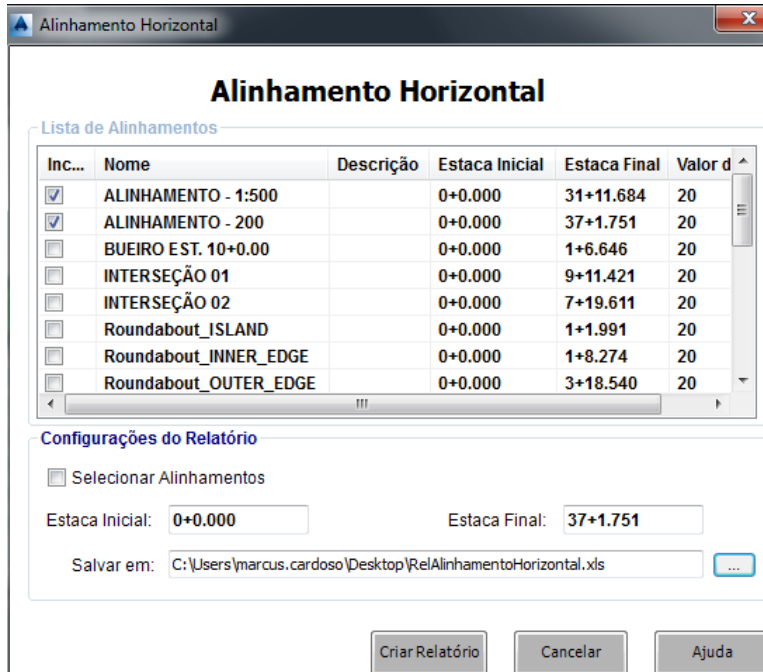 Alinhamento Horizontal
x
Alinhamento Horizontal
Lista de Alinhamentos
Inc... Nome Descrição Estaca Inicial Estaca Final Valor d
ALINHAMENTO - 1:500 0+0.000 31+11.684 20
ALINHAMENTO - 200 0+0.000 37+1.751 20
BUEIRO EST. 10+0.00 0+0.000 1+6.646 20
INTERSEÇÃO 01 0+0.000 9+11.421 20
INTERSEÇÃO 02 0+0.000 7+19.611 20
Roundabout_ISLAND 0+0.000 1+1.991 20
Roundabout_INNER_EDGE 0+0.000 1+8.274 20
Roundabout_OUTER_EDGE 0+0.000 3+18.540 20
Configurações do Relatório
Selecionar Alinhamentos
Estaca Inicial: 0+0.000 Estaca Final: 37+1.751
Salvar em: C:\Users\marcus.cardoso\Desktop\RelAlinhamentoHorizontal.xls ...
Criar Relatório Cancelar Ajuda